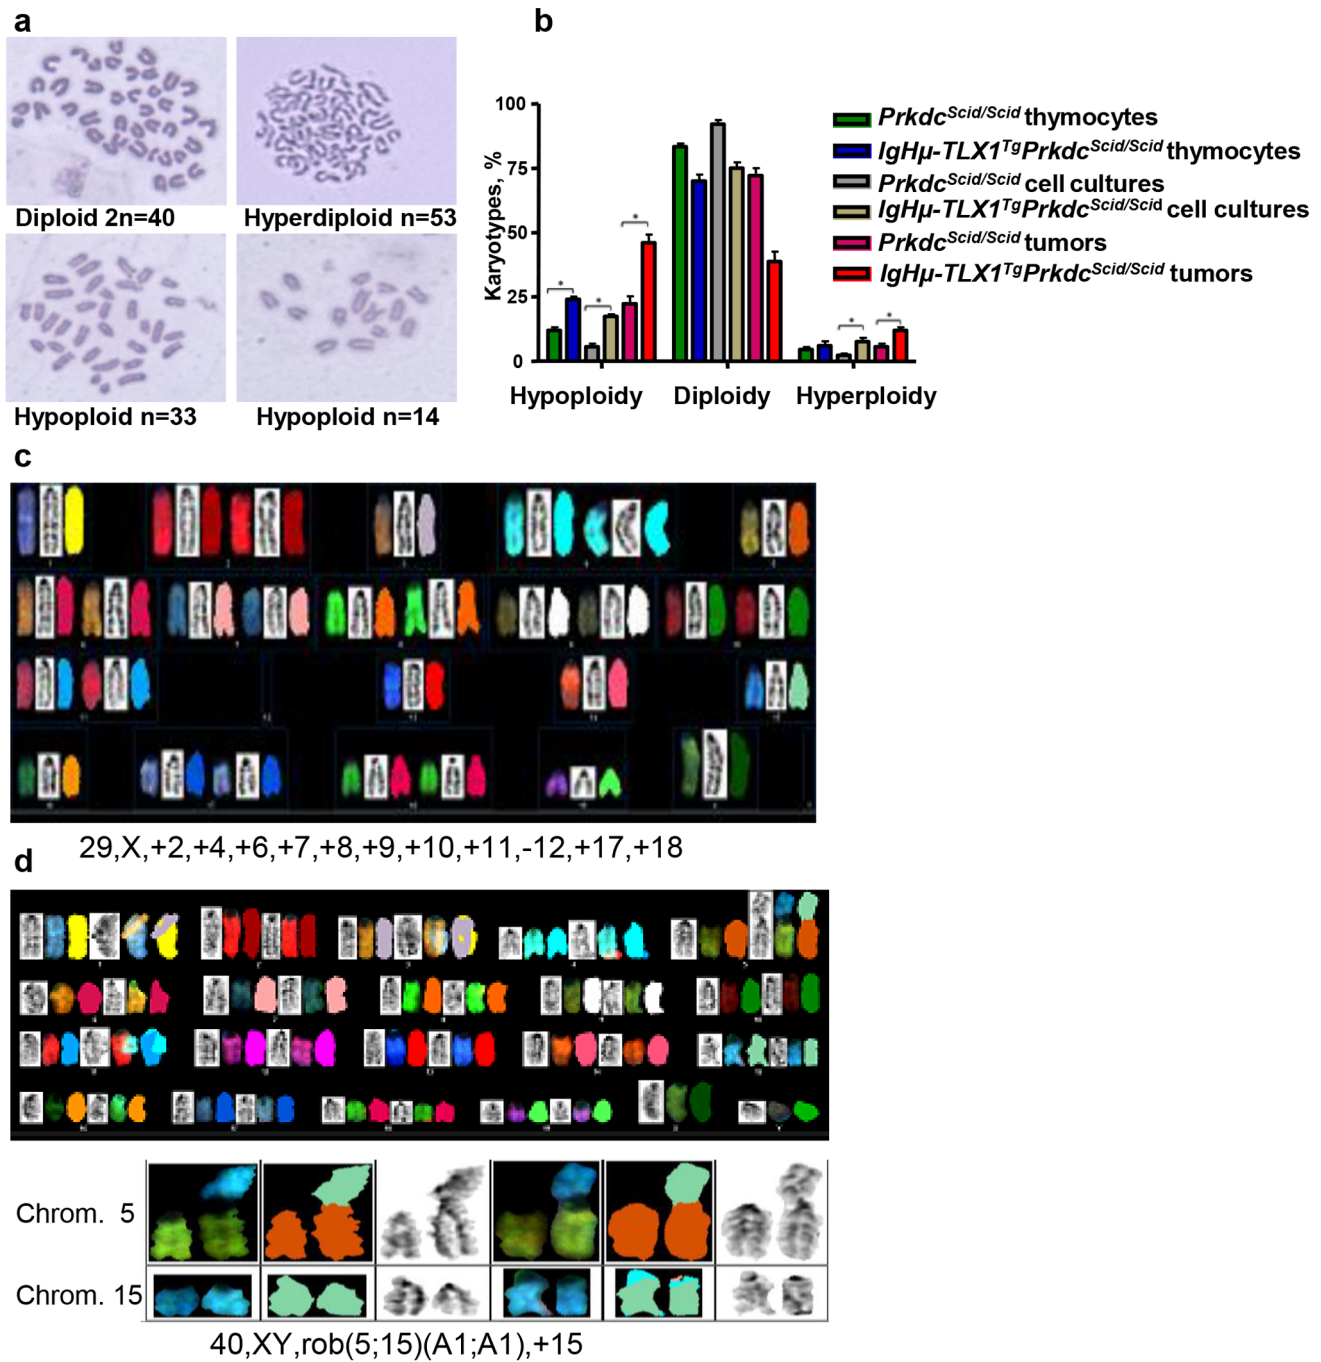 a
b
Diploid 2n=40
Hyperdiploid n=53
Hypoploid n=33
Hypoploid n=14
Karyotypes, %
100
75
50
25
0
*
*
*
*
*
Hypoploidy
Diploidy
Hyperploidy
Prkdc^Scid/Scid thymocytes
IgHμ-TLX1^Tg Prkdc^Scid/Scid thymocytes
Prkdc^Scid/Scid cell cultures
IgHμ-TLX1^Tg Prkdc^Scid/Scid cell cultures
Prkdc^Scid/Scid tumors
IgHμ-TLX1^Tg Prkdc^Scid/Scid tumors
c
29,X,+2,+4,+6,+7,+8,+9,+10,+11,-12,+17,+18
d
Chrom. 5
Chrom. 15
40,XY,rob(5;15)(A1;A1),+15